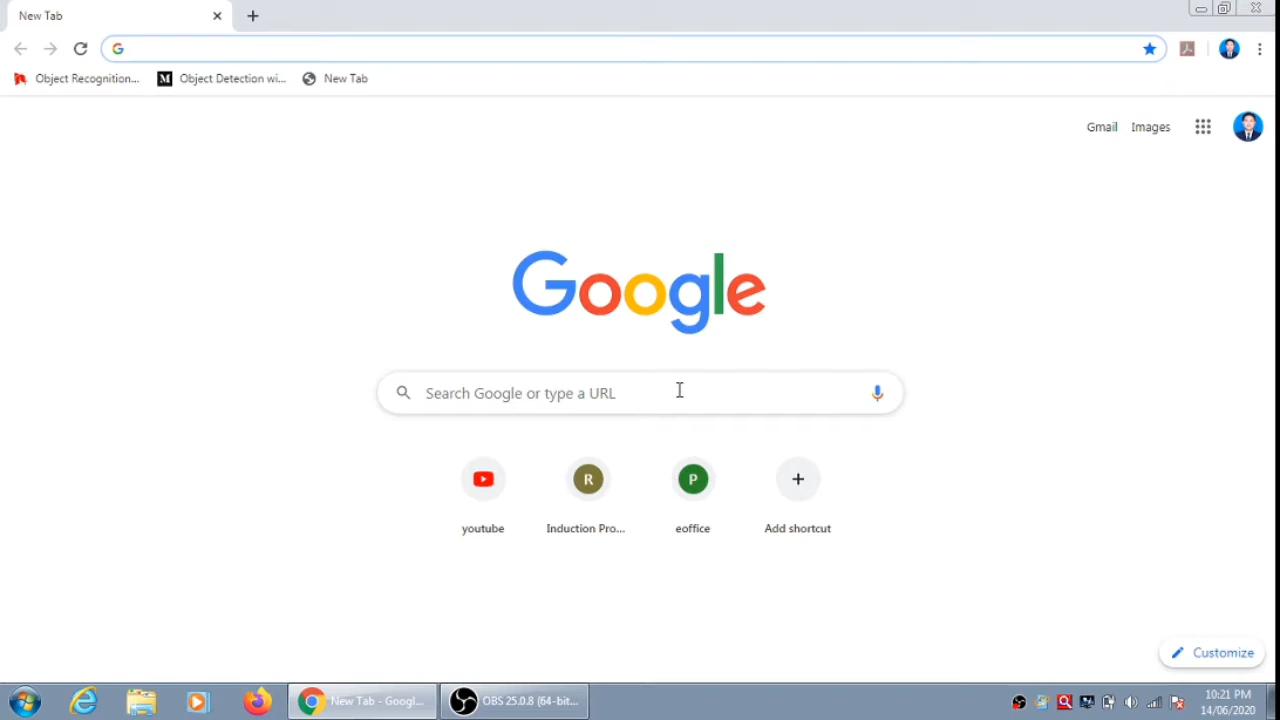 New Tab
Object Recognition...
Object Detection wi...
New Tab
Gmail
Images
Google
Search Google or type a URL
R
P
youtube
Induction Pro...
eoffice
Add shortcut
Customize
New Tab - Googl...
OBS 25.0.8 (64-bit...
10:21 PM
14/06/2020